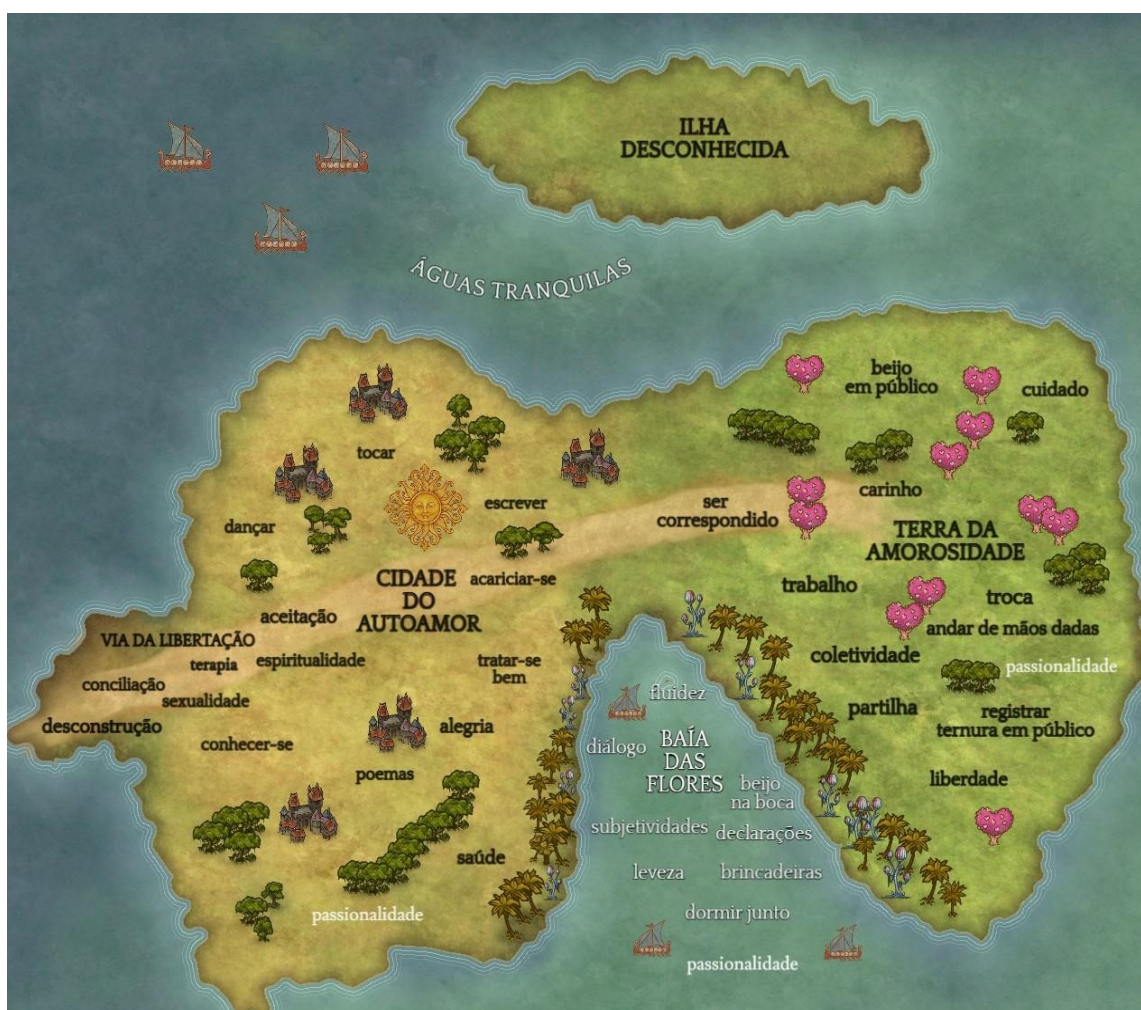 ILHA
DESCONHECIDA
ÁGUAS TRANQUILAS
beijo
em público
cuidado
tocar
carinho
escrever
ser
correspondido
dançar
TERRA DA
AMOROSIDADE
CIDADE
DO
AUTOAMOR
acariciar-se
trabalho
troca
aceitação
andar de mãos dadas
VIA DA LIBERTAÇÃO
terapia
espiritualidade
tratar-se
bem
coletividade
passionalidade
conciliação
sexualidade
fluidez
partilha
registrar
ternura em público
desconstrução
conhecer-se
alegria
diálogo
BAÍA
DAS
FLORES
poemas
beijo
na boca
liberdade
subjetividades
declarações
saúde
leveza
brincadeiras
passionalidade
dormir junto
passionalidade